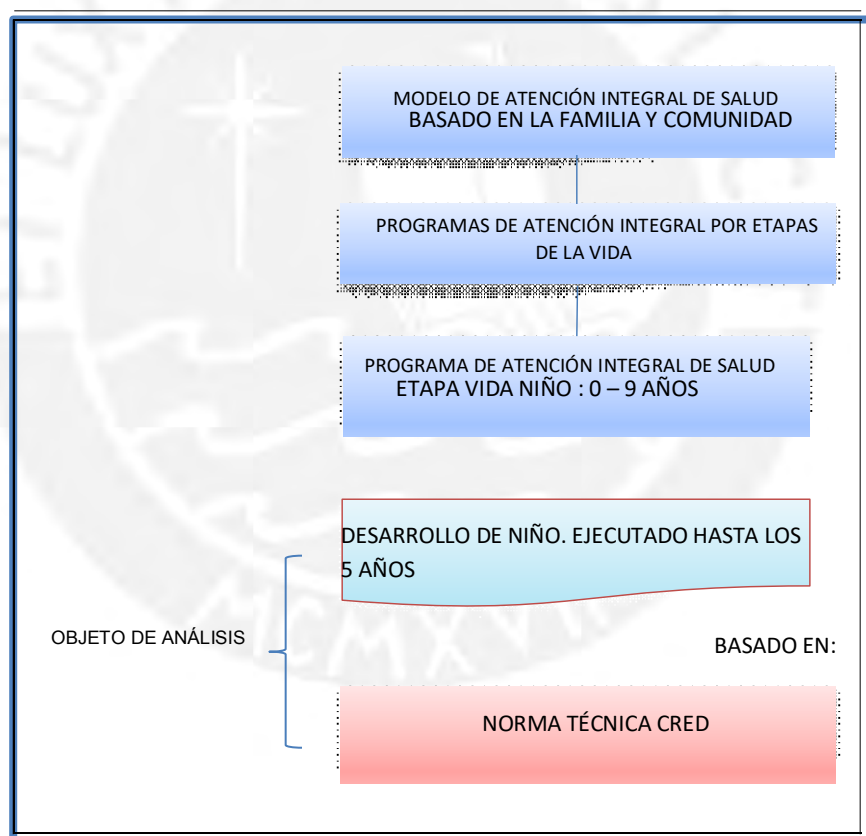 MODELO DE ATENCIÓN INTEGRAL DE SALUD
BASADO EN LA FAMILIA Y COMUNIDAD
PROGRAMAS DE ATENCIÓN INTEGRAL POR ETAPAS
DE LA VIDA
PROGRAMA DE ATENCIÓN INTEGRAL DE SALUD
ETAPA VIDA NIÑO : 0 – 9 AÑOS
DESARROLLO DE NIÑO. EJECUTADO HASTA LOS
5 AÑOS
OBJETO DE ANÁLISIS
BASADO EN:
NORMA TÉCNICA CRED